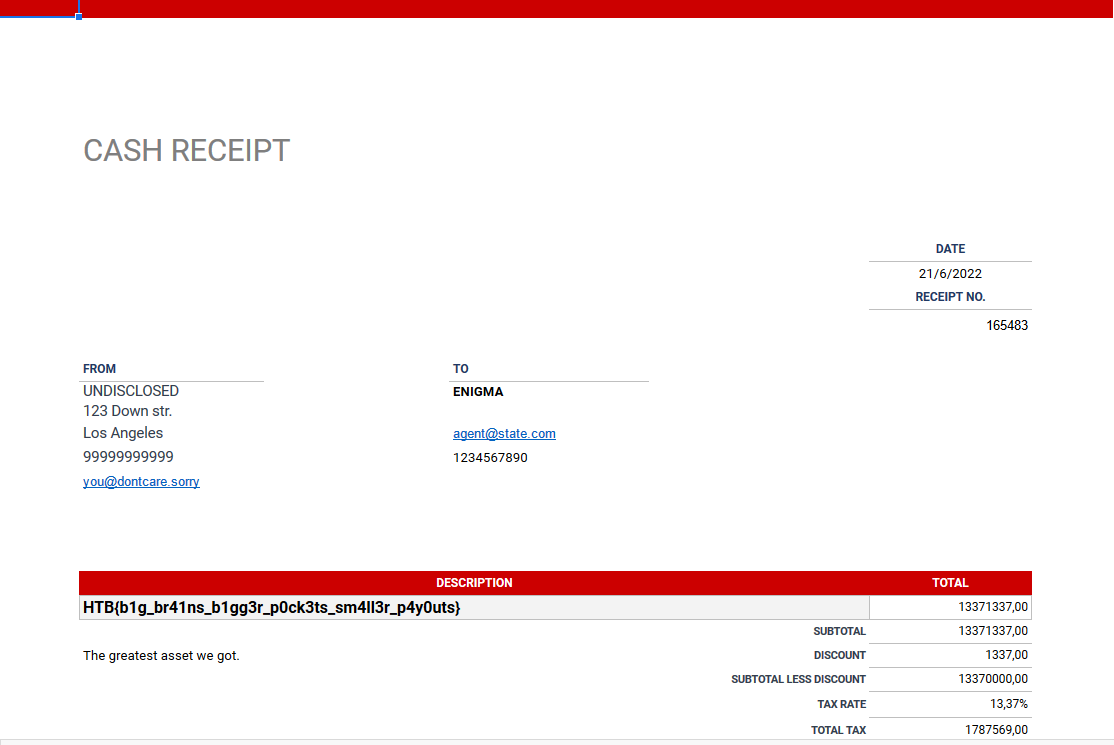 CASH RECEIPT
DATE
21/6/2022
RECEIPT NO.
165483
FROM
TO
UNDISCLOSED
ENIGMA
123 Down str.
Los Angeles
agent@state.com
99999999999
1234567890
you@dontcare.sorry
DESCRIPTION TOTAL
HTB{b1g_br41ns_b1gg3r_p0ck3ts_sm4ll3r_p4y0uts} 13371337,00
SUBTOTAL 13371337,00
The greatest asset we got. DISCOUNT 1337,00
SUBTOTAL LESS DISCOUNT 13370000,00
TAX RATE 13,37%
TOTAL TAX 1787569,00